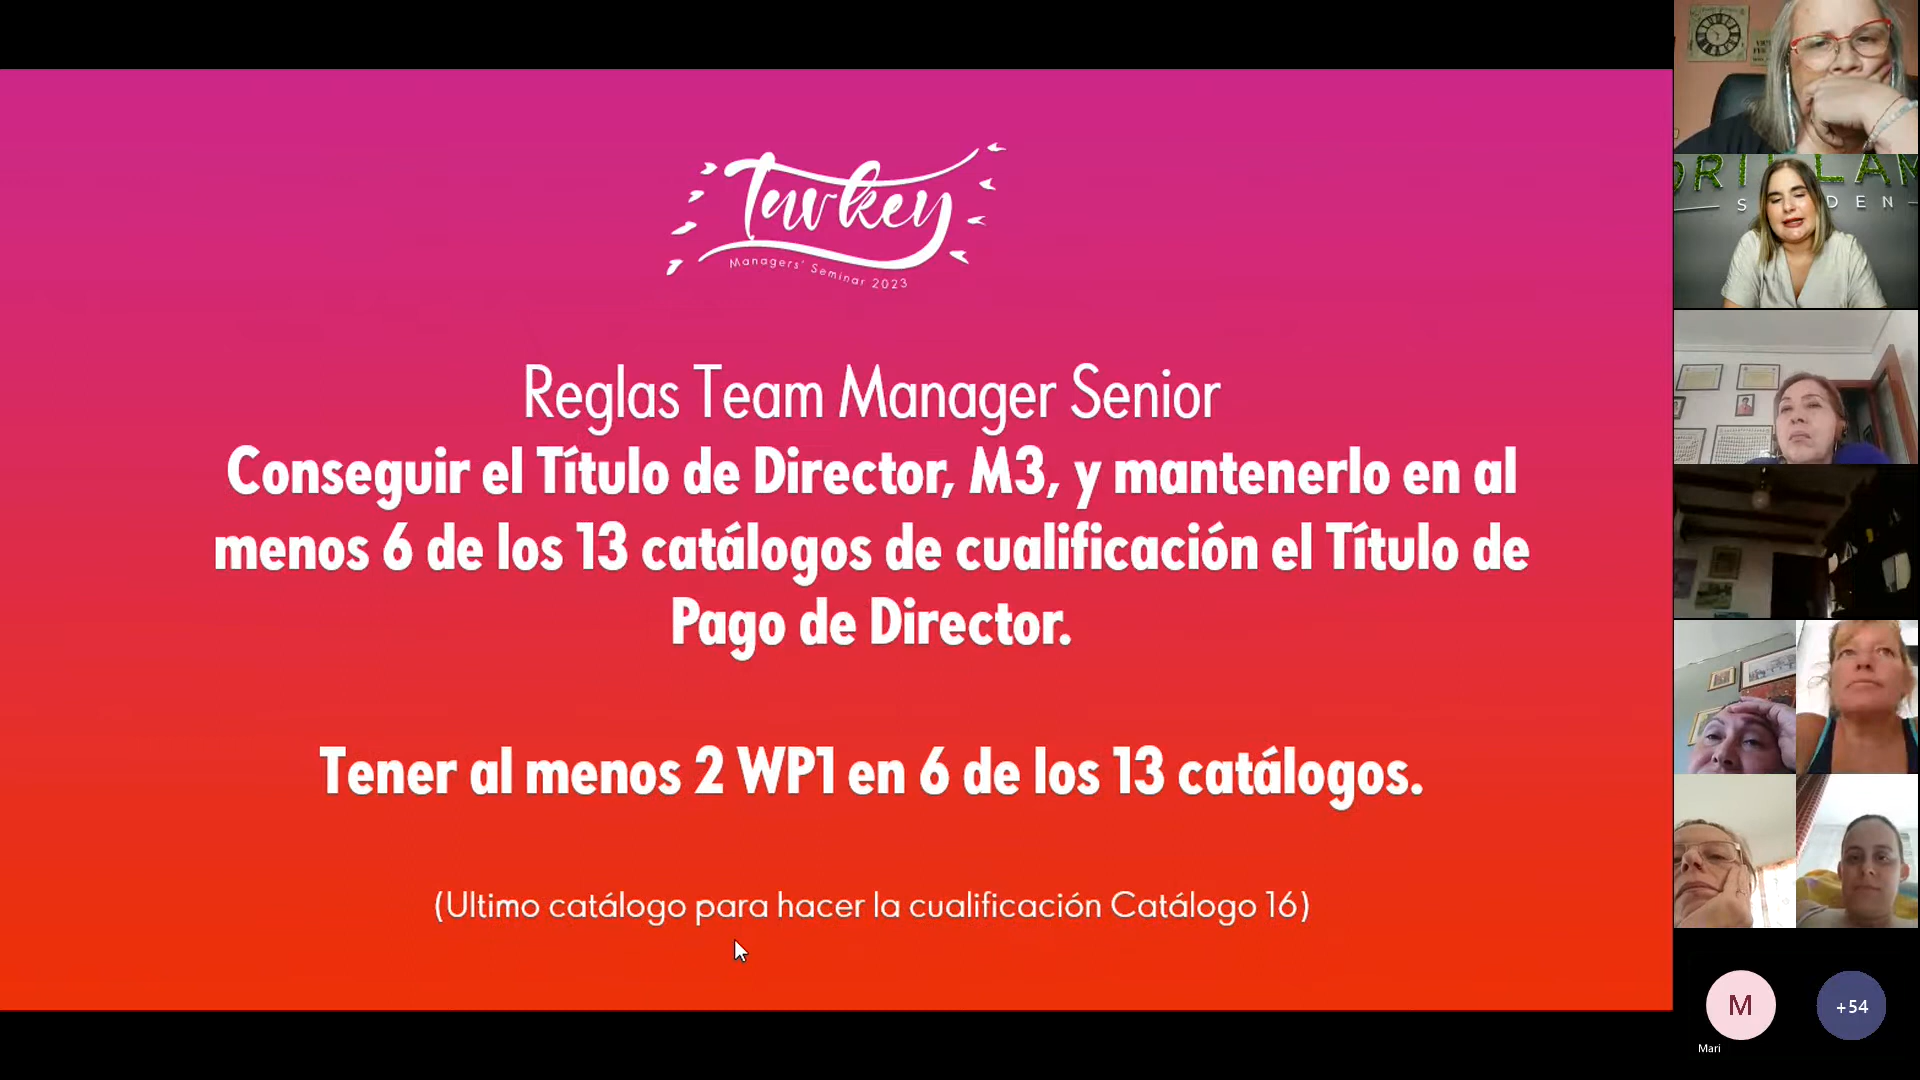 Turkey
Managers' Seminar 2023
Reglas Team Manager Senior
Conseguir el Título de Director, M3, y mantenerlo en al
menos 6 de los 13 catálogos de cualificación el Título de
Pago de Director.
Tener al menos 2 WP1 en 6 de los 13 catálogos.
(Ultimo catálogo para hacer la cualificación Catálogo 16)
M
Mari
+54